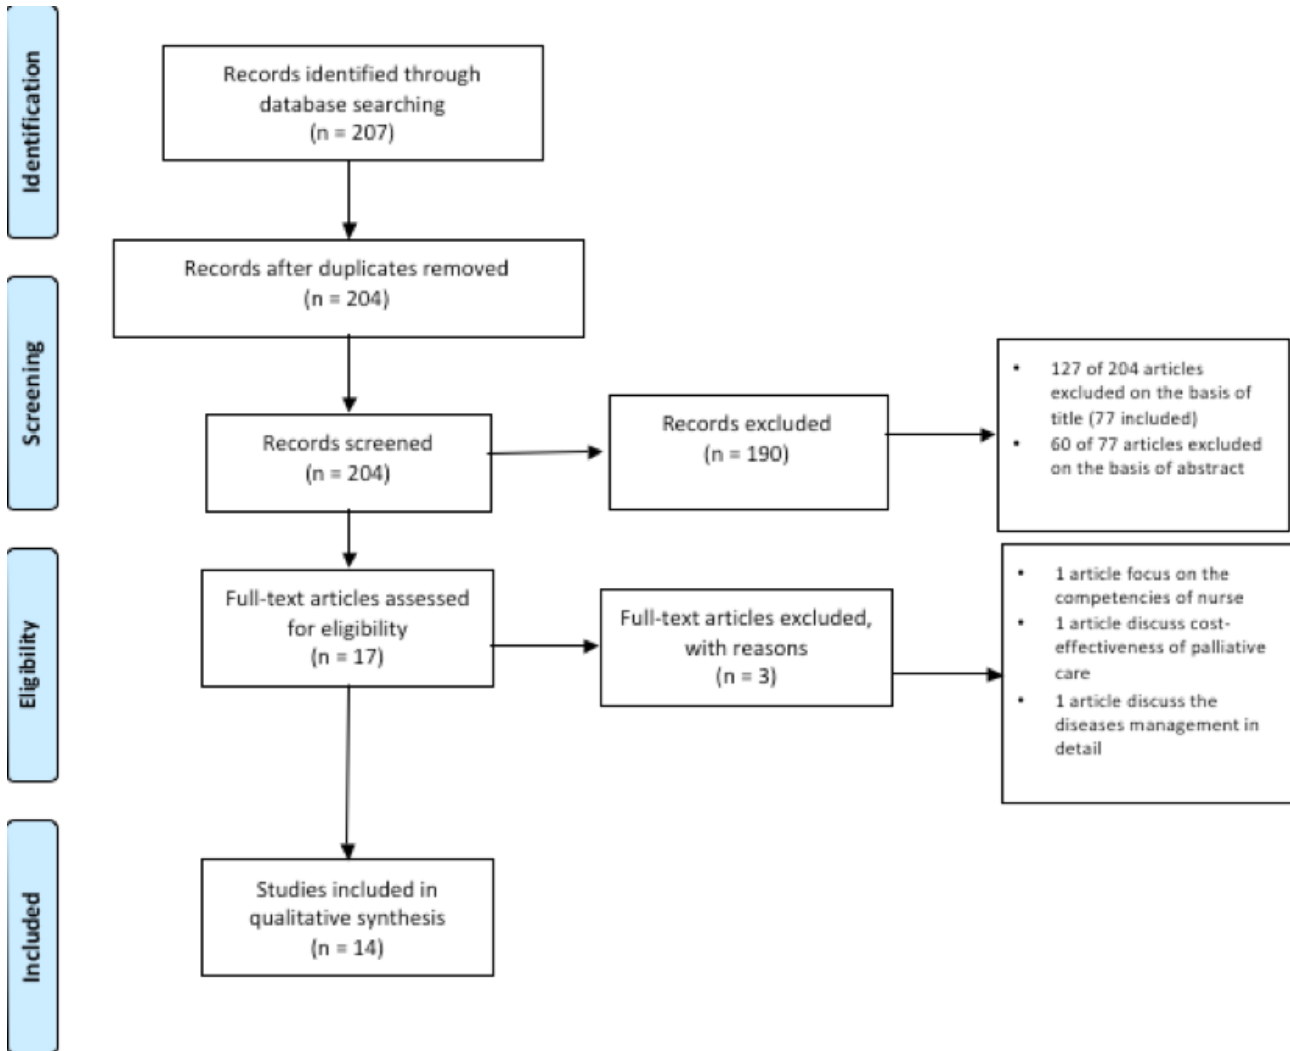 Identification
Records identified through
database searching
(n = 207)
Records after duplicates removed
(n = 204)
Screening
Records screened
(n = 204)
Records excluded
(n = 190)
• 127 of 204 articles
excluded on the basis of
title (77 included)
• 60 of 77 articles excluded
on the basis of abstract
Eligibility
Full-text articles assessed
for eligibility
(n = 17)
Full-text articles excluded,
with reasons
(n = 3)
• 1 article focus on the
competencies of nurse
• 1 article discuss cost-
effectiveness of palliative
care
• 1 article discuss the
diseases management in
detail
Included
Studies included in
qualitative synthesis
(n = 14)